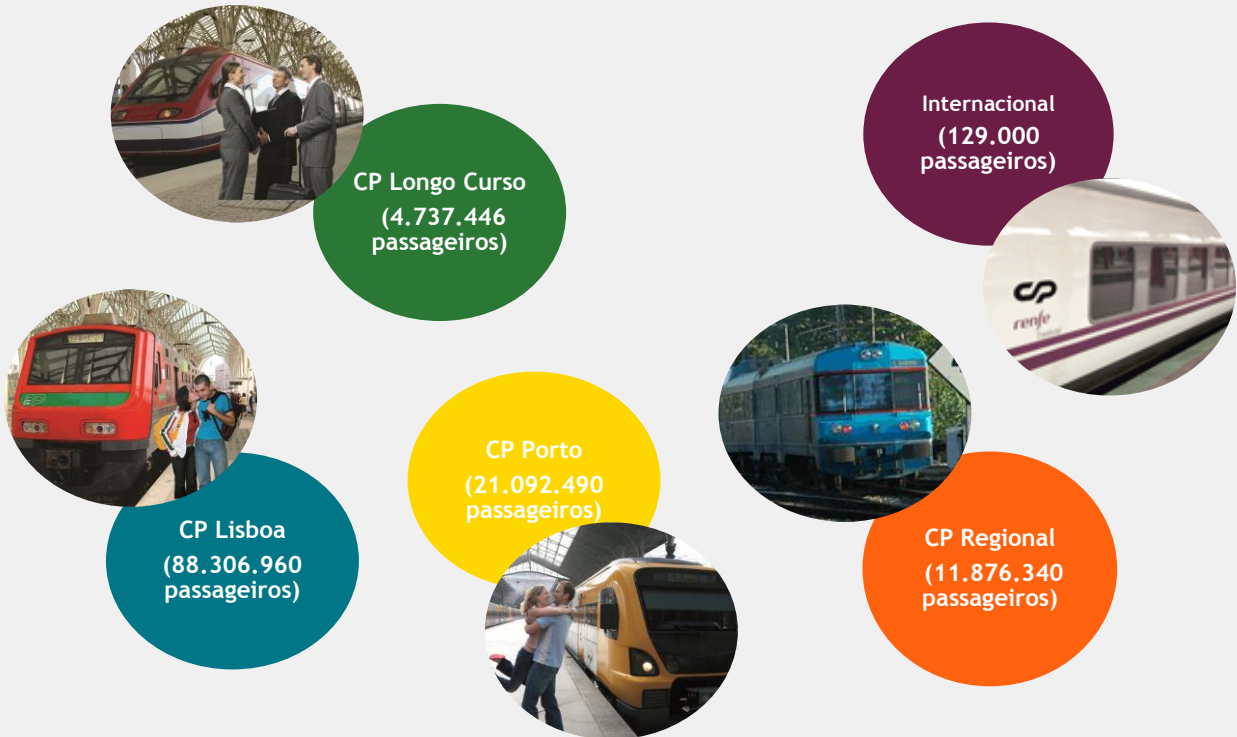 CP Longo Curso
(4.737.446
passageiros)
Internacional
(129.000
passageiros)
CP
renfe
CP Lisboa
(88.306.960
passageiros)
CP Porto
(21.092.490
passageiros)
CP Regional
(11.876.340
passageiros)